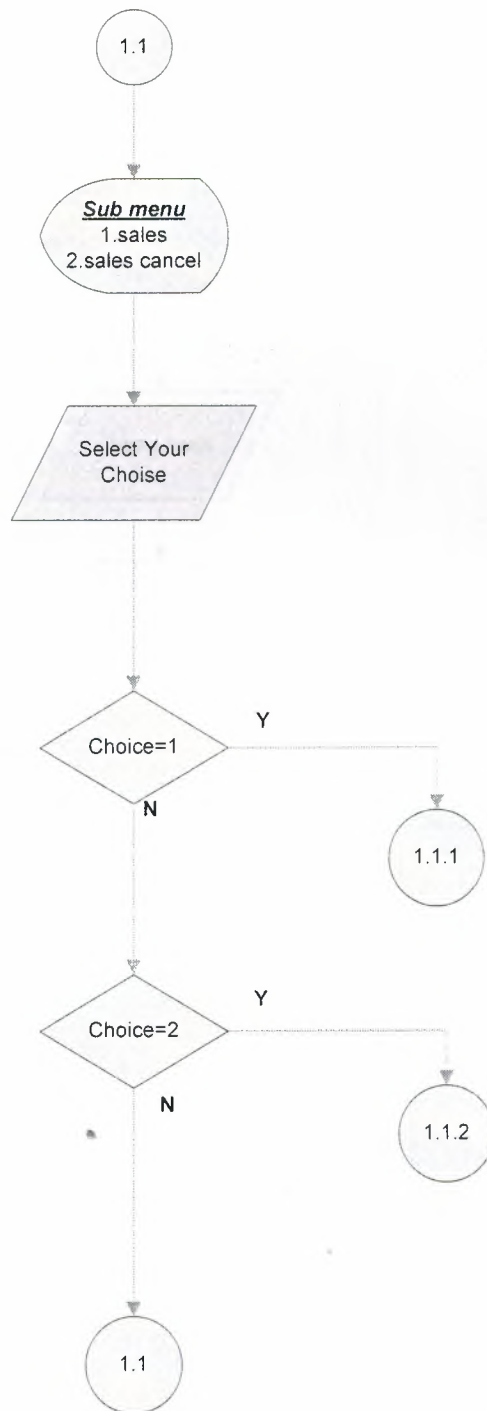 1.1
Sub menu
1.sales
2.sales cancel
Select Your
Choise
Choice=1
Y
N
1.1.1
Choice=2
Y
N
1.1.2
1.1